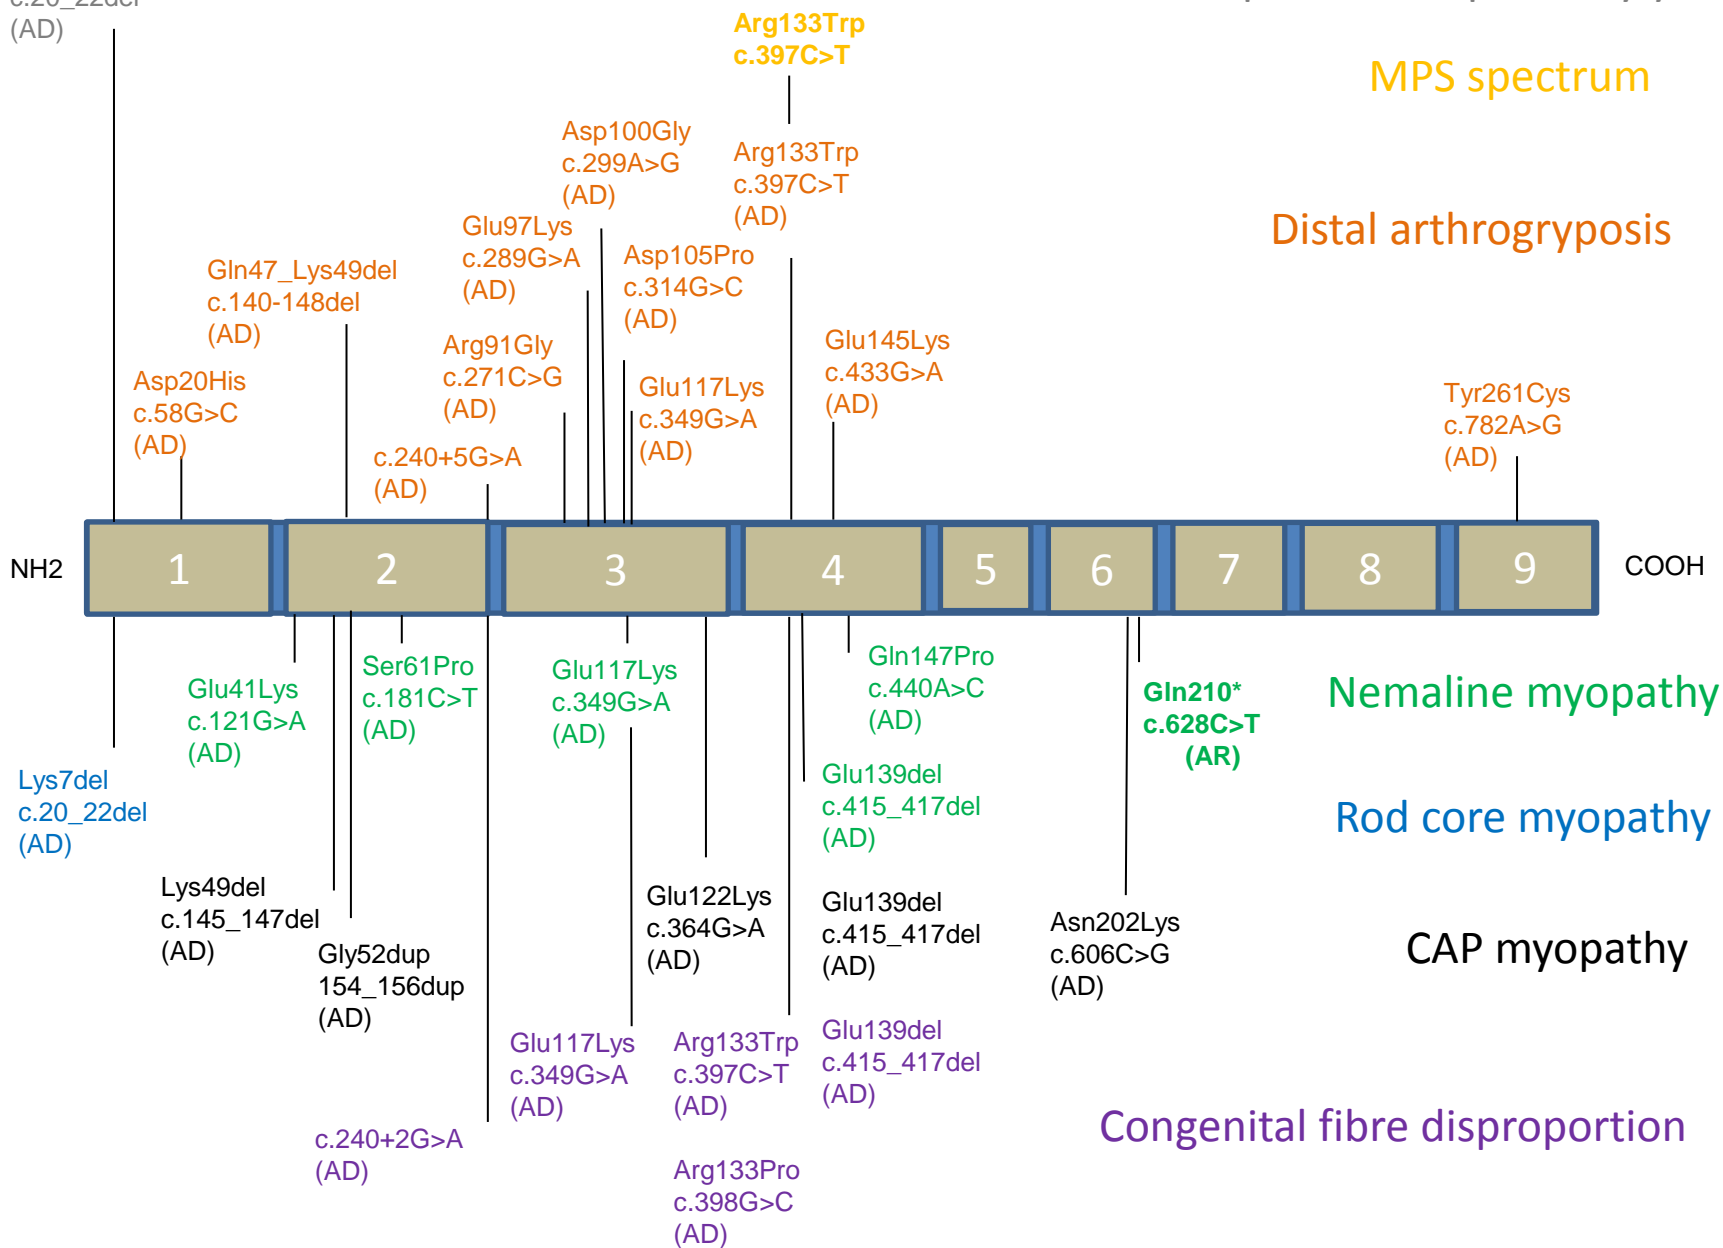 c.20_22del
(AD)
Arg133Trp
c.397C>T
MPS spectrum
Asp100Gly
c.299A>G
(AD)
Arg133Trp
c.397C>T
(AD)
Distal arthrogryposis
Glu97Lys
c.289G>A
(AD)
Asp105Pro
c.314G>C
(AD)
Gln47_Lys49del
c.140-148del
(AD)
Arg91Gly
c.271C>G
(AD)
Glu145Lys
c.433G>A
(AD)
Asp20His
c.58G>C
(AD)
Glu117Lys
c.349G>A
(AD)
Tyr261Cys
c.782A>G
(AD)
c.240+5G>A
(AD)
NH2
1
2
3
4
5
6
7
8
9
COOH
Glu41Lys
c.121G>A
(AD)
Ser61Pro
c.181C>T
(AD)
Glu117Lys
c.349G>A
(AD)
Gln147Pro
c.440A>C
(AD)
Gln210*
c.628C>T
(AR)
Nemaline myopathy
Lys7del
c.20_22del
(AD)
Glu139del
c.415_417del
(AD)
Rod core myopathy
Lys49del
c.145_147del
(AD)
Gly52dup
154_156dup
(AD)
Glu122Lys
c.364G>A
(AD)
Glu139del
c.415_417del
(AD)
Asn202Lys
c.606C>G
(AD)
CAP myopathy
Glu117Lys
c.349G>A
(AD)
Arg133Trp
c.397C>T
(AD)
Glu139del
c.415_417del
(AD)
c.240+2G>A
(AD)
Arg133Pro
c.398G>C
(AD)
Congenital fibre disproportion